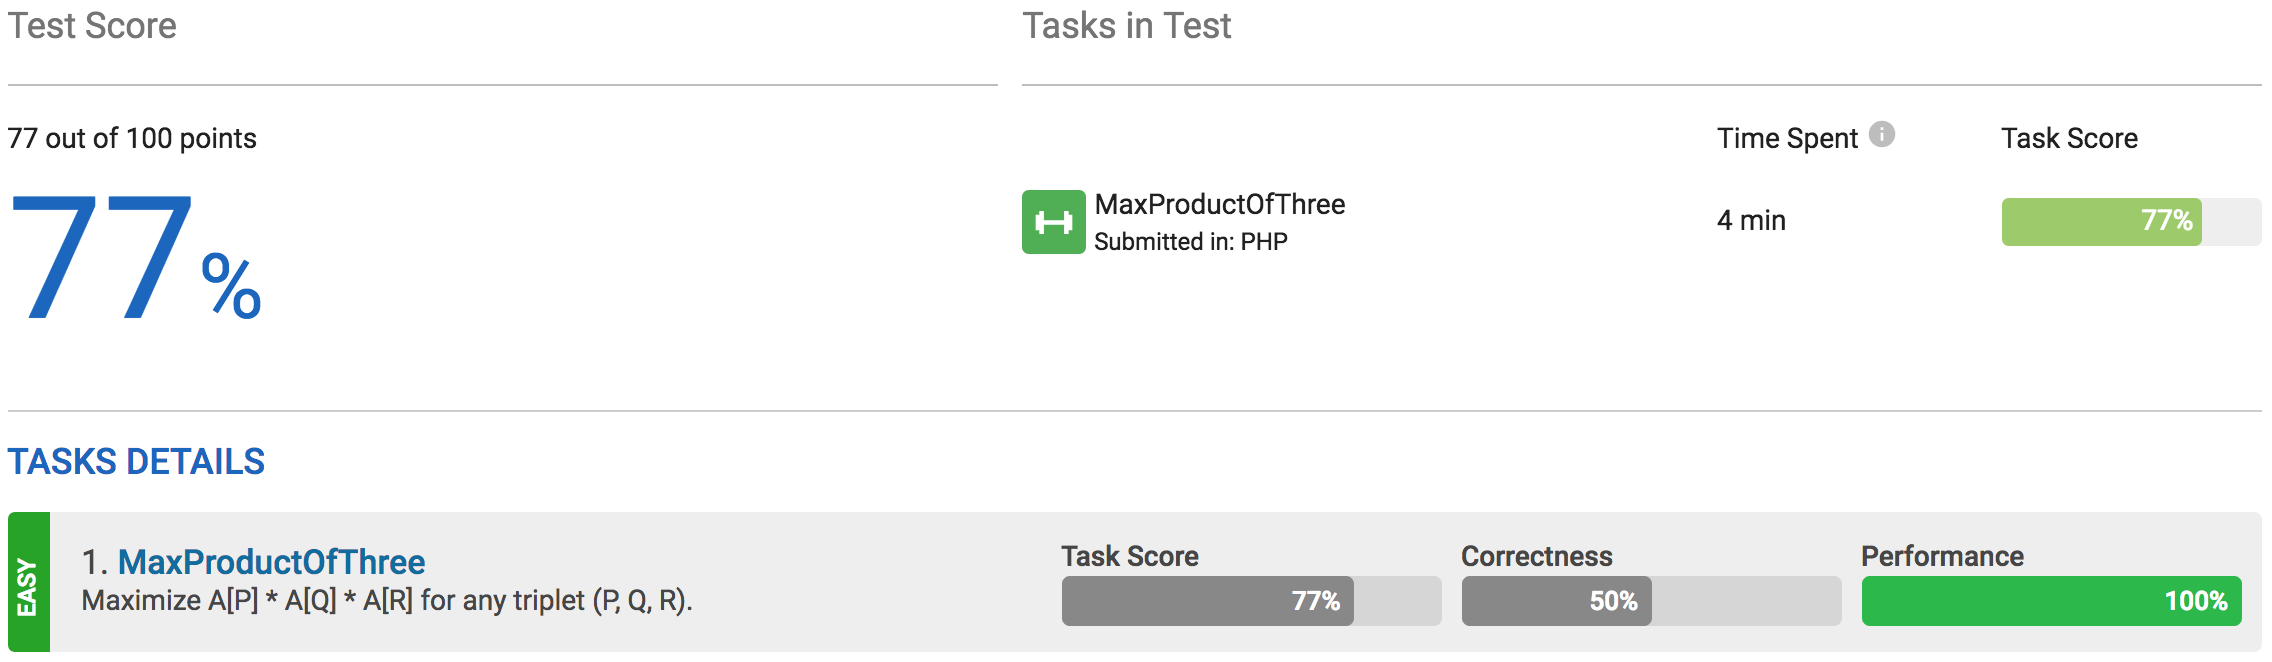 Test Score
Tasks in Test
77 out of 100 points
Time Spent
Task Score
77%
MaxProductOfThree
Submitted in: PHP
4 min
77%
TASKS DETAILS
EASY
1. MaxProductOfThree
Maximize A[P] * A[Q] * A[R] for any triplet (P, Q, R).
Task Score
77%
Correctness
50%
Performance
100%